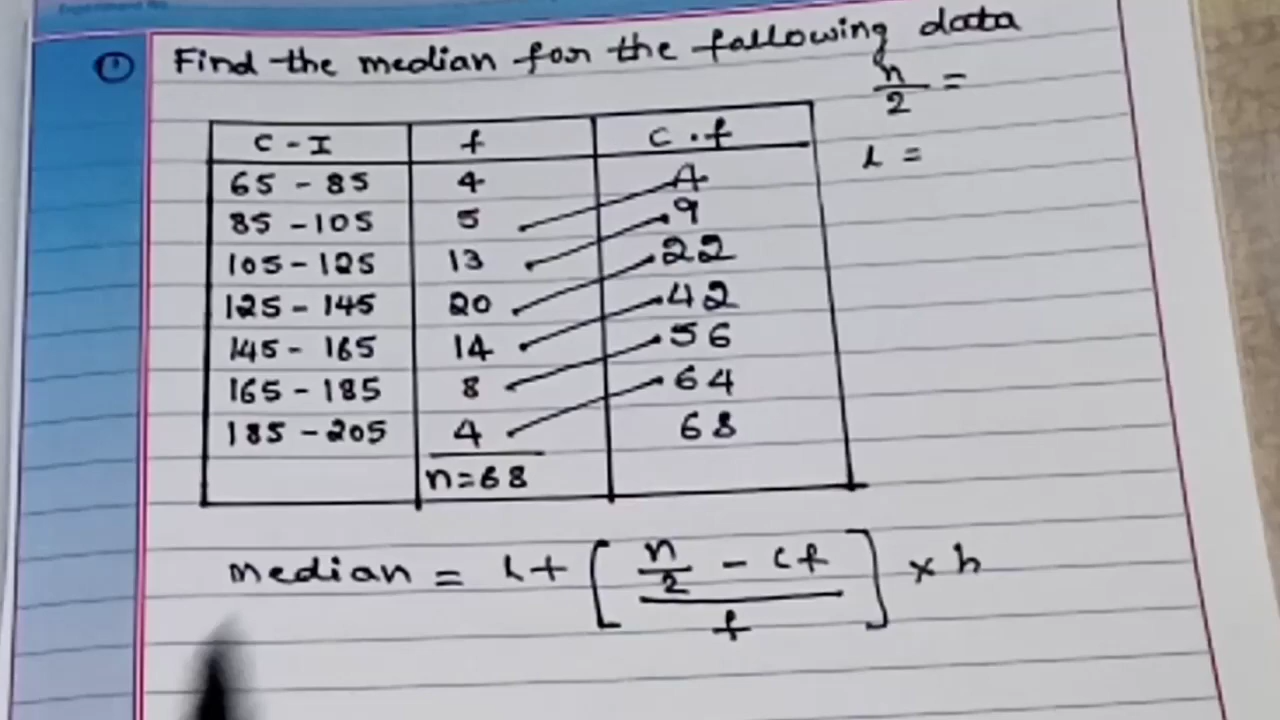 1 Find the median for the following data
n/2 =
l =
C - I f C.f
65 - 85 4 4
85 - 105 5 9
105 - 125 13 22
125 - 145 20 42
145 - 165 14 56
165 - 185 8 64
185 - 205 4 68
n=68
median = l + [ (n/2 - cf) / f ] × h